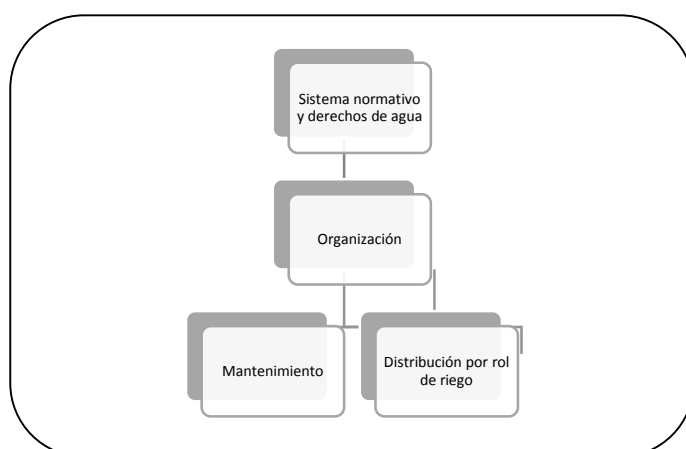 Sistema normativo
y derechos de agua
Organización
Mantenimiento
Distribución por rol
de riego